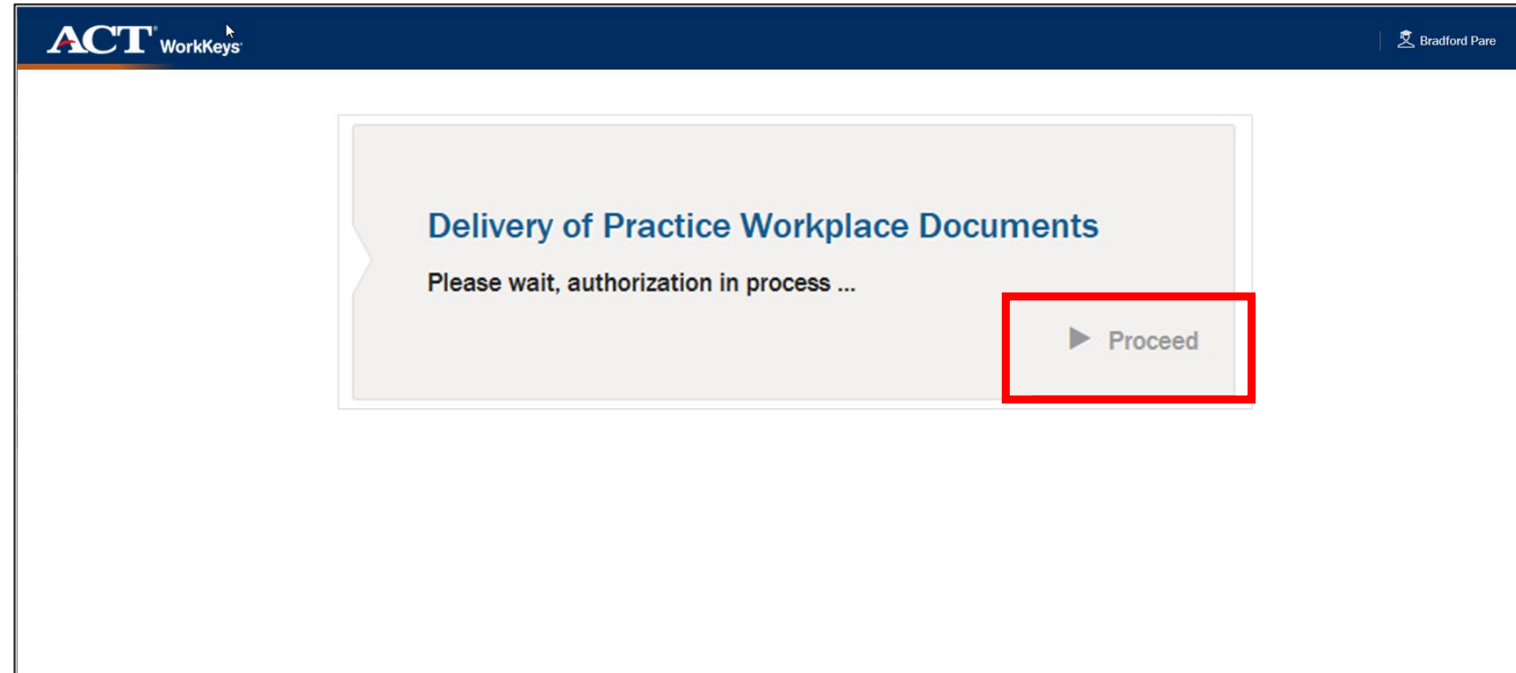 ACT® WorkKeys®
Bradford Pare
Delivery of Practice Workplace Documents
Please wait, authorization in process ...
Proceed